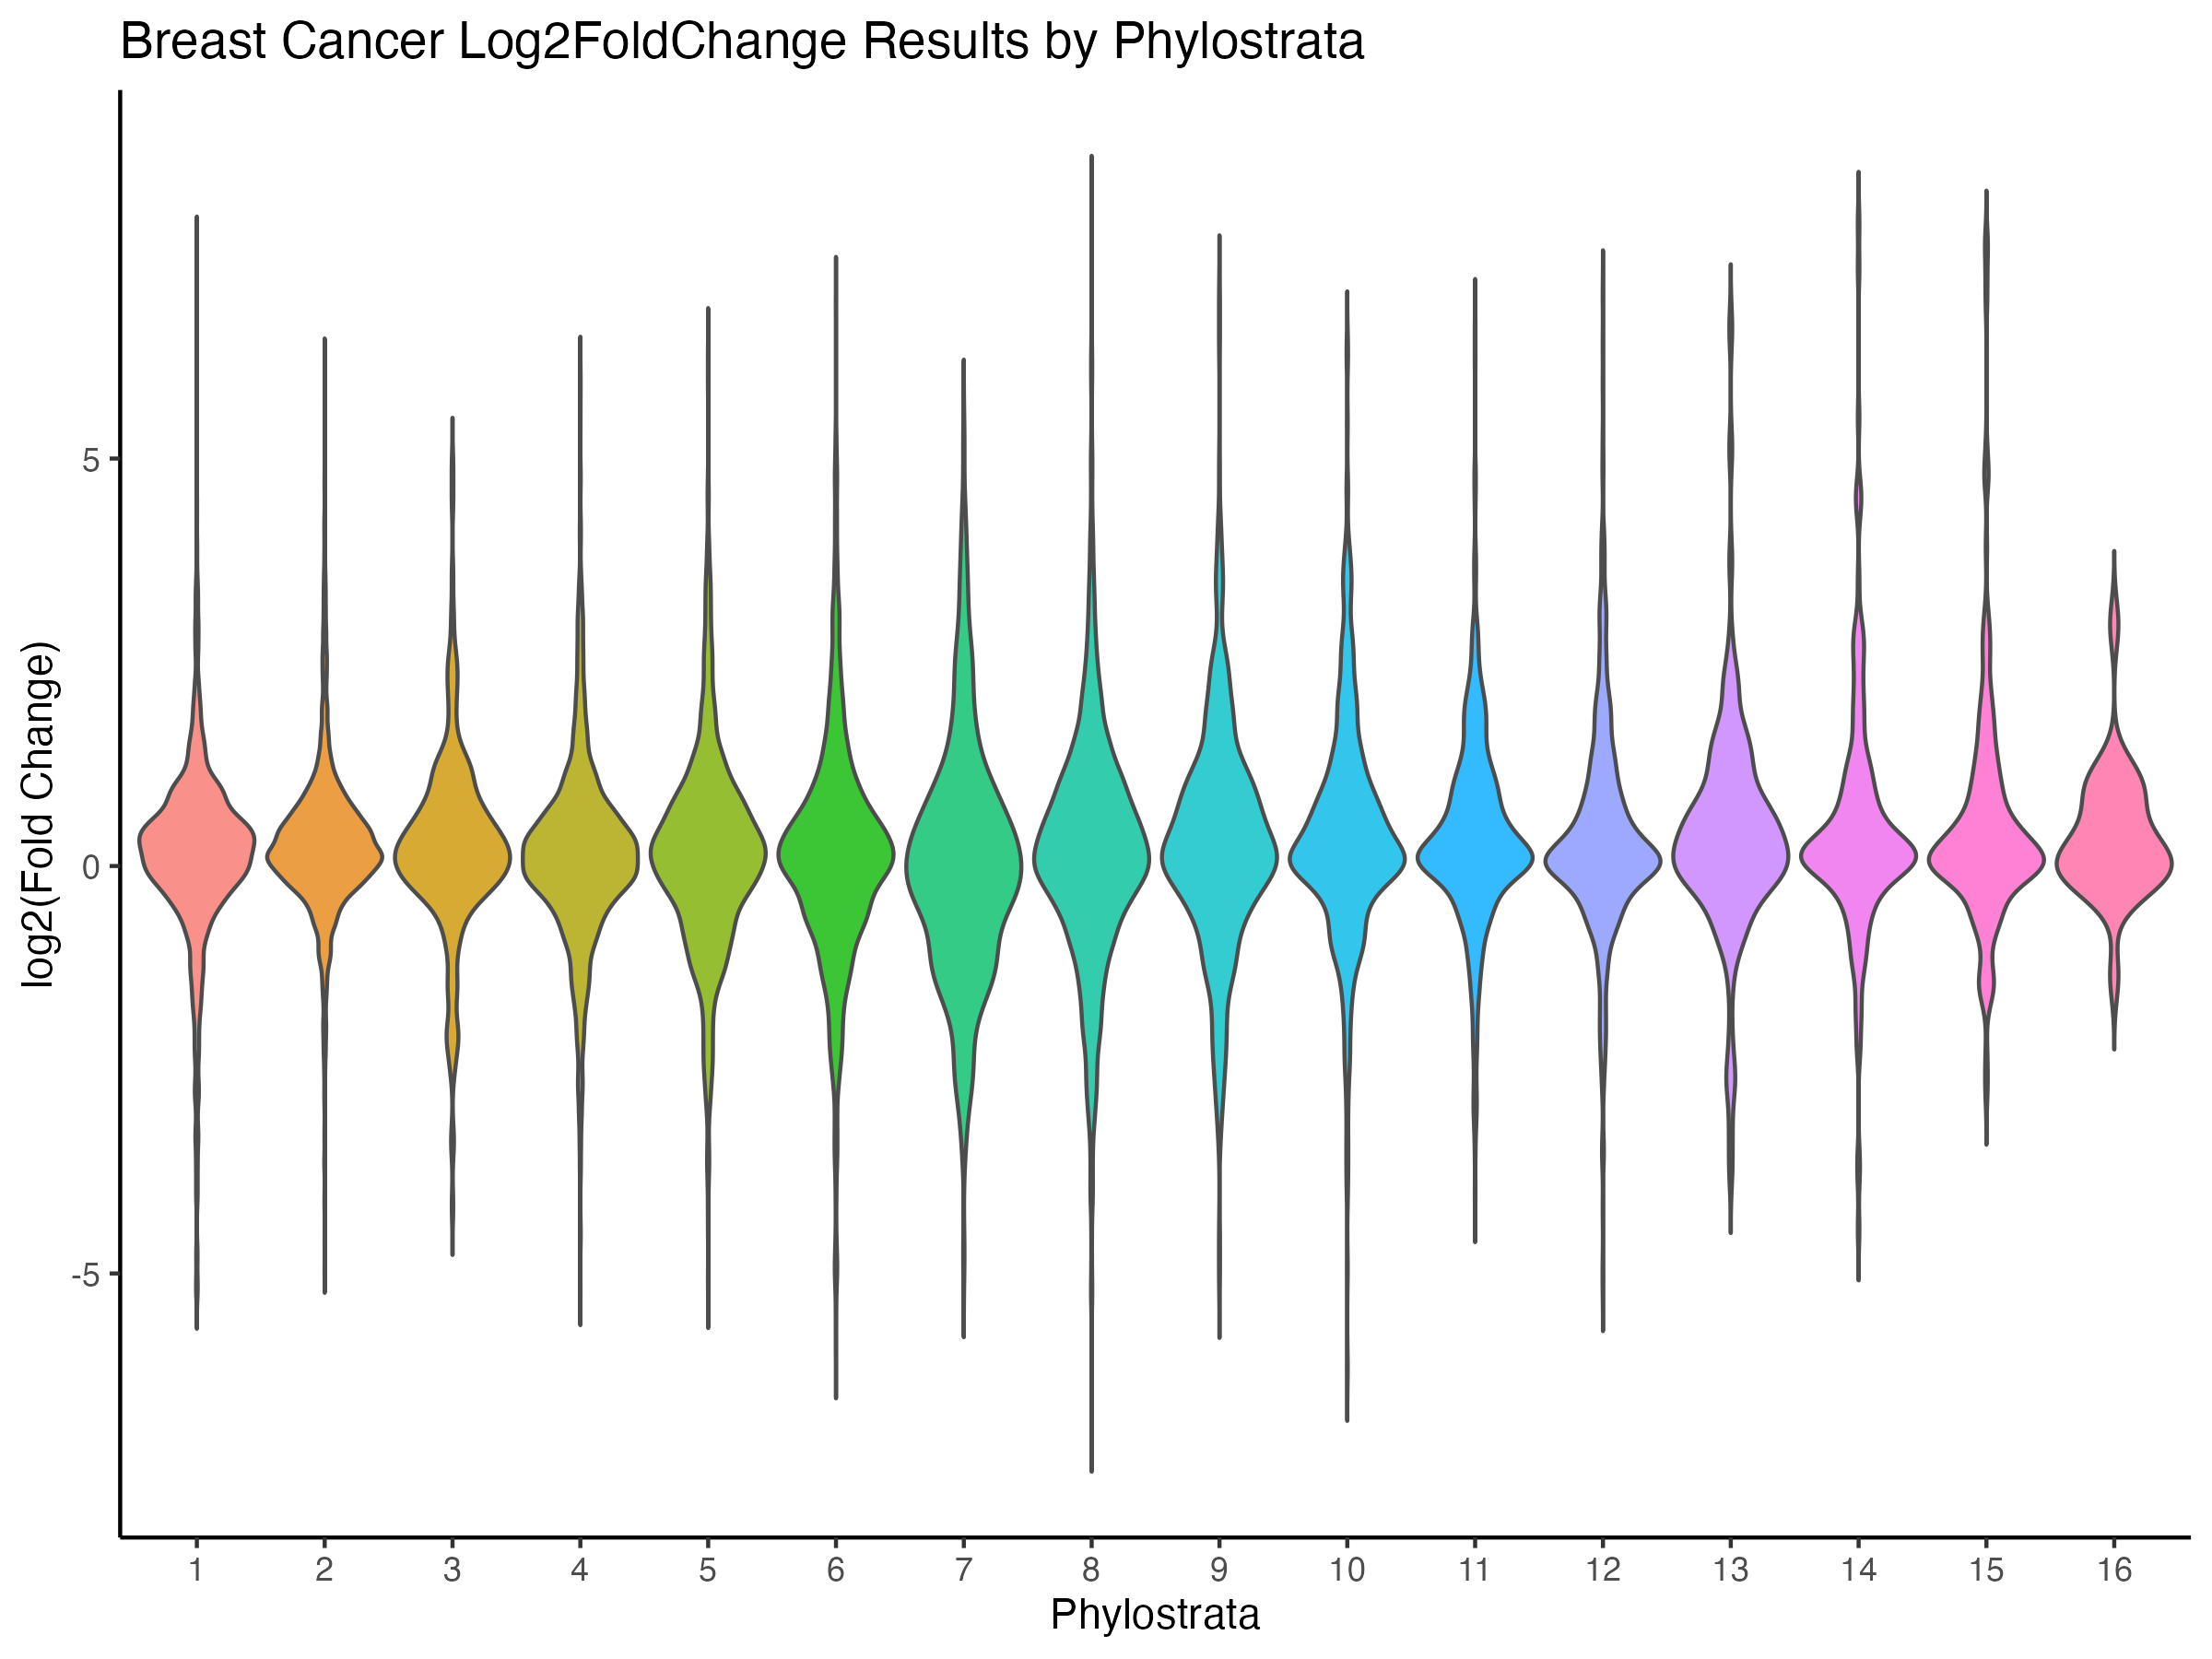 Breast Cancer Log2FoldChange Results by Phylostrata
log2(Fold Change)
5
0
-5
1 2 3 4 5 6 7 8 9 10 11 12 13 14 15 16
Phylostrata